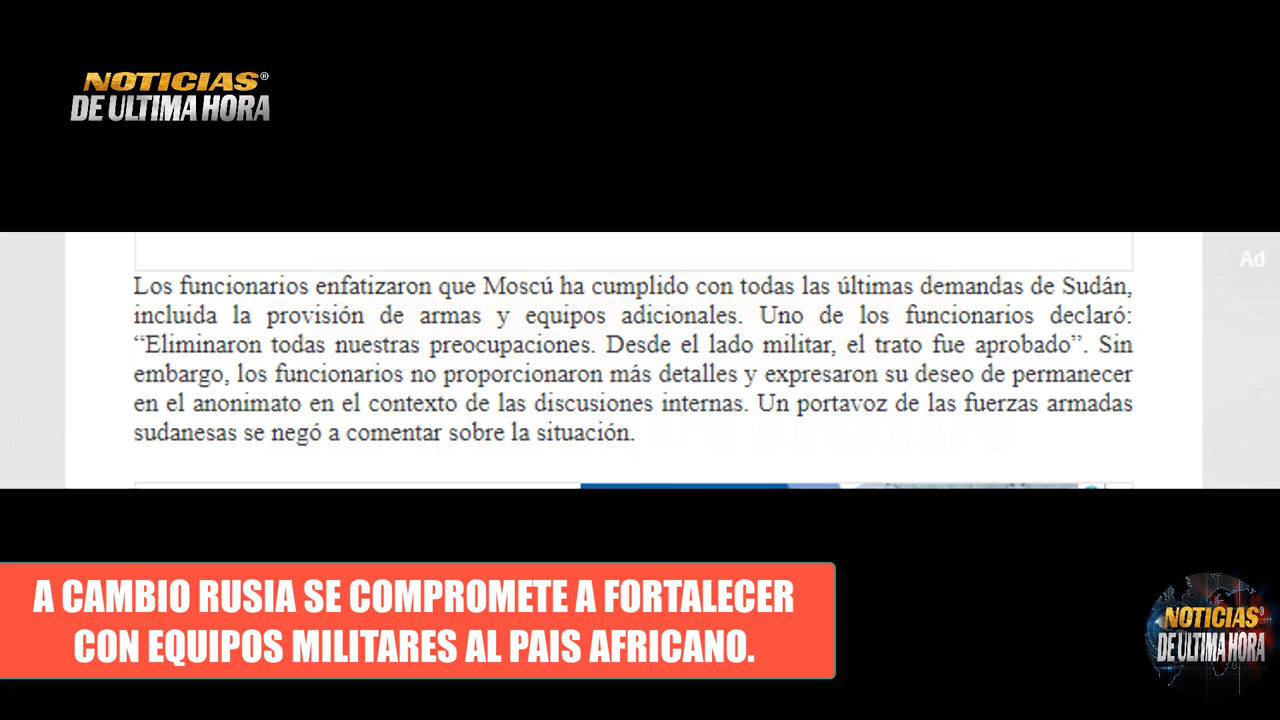 NOTICIAS®
DE ULTIMA HORA
Ad
Los funcionarios enfatizaron que Moscú ha cumplido con todas las últimas demandas de Sudán,
incluida la provisión de armas y equipos adicionales. Uno de los funcionarios declaró:
“Eliminaron todas nuestras preocupaciones. Desde el lado militar, el trato fue aprobado”. Sin
embargo, los funcionarios no proporcionaron más detalles y expresaron su deseo de permanecer
en el anonimato en el contexto de las discusiones internas. Un portavoz de las fuerzas armadas
sudanesas se negó a comentar sobre la situación.
A CAMBIO RUSIA SE COMPROMETE A FORTALECER
CON EQUIPOS MILITARES AL PAIS AFRICANO.
NOTICIAS®
DE ULTIMA HORA